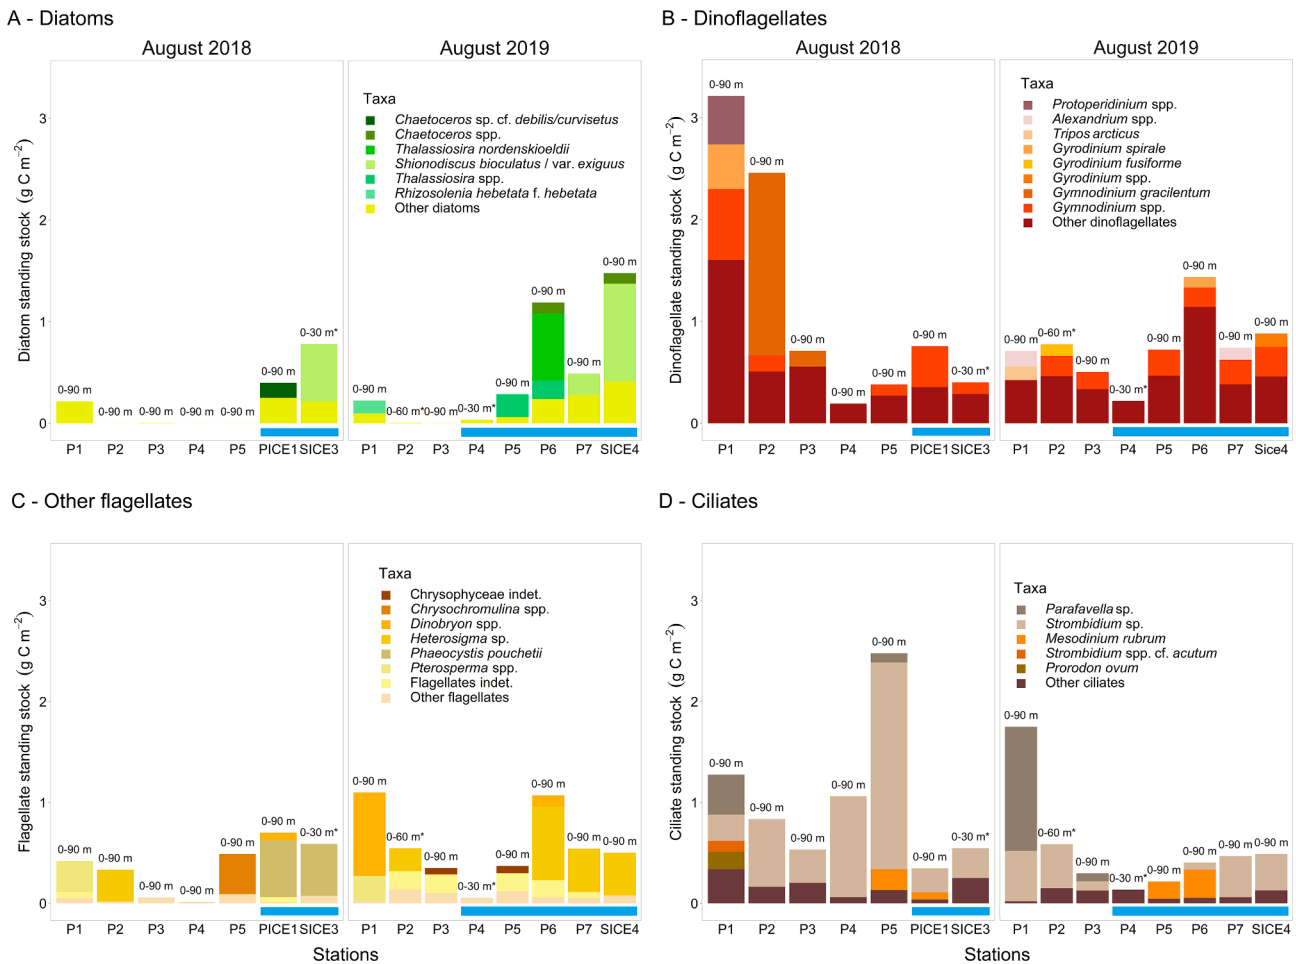 A - Diatoms
August 2018
August 2019
Diatom standing stock (g C m⁻²)
3
2
1
0
0-90 m
0-90 m
0-90 m
0-90 m
0-90 m
0-90 m
0-30 m*
P1
P2
P3
P4
P5
PICE1
SICE3
Taxa
Chaetoceros sp. cf. debilis/curvisetus
Chaetoceros spp.
Thalassiosira nordenskioeldii
Shionodiscus bioculatus / var. exiguus
Thalassiosira spp.
Rhizosolenia hebetata f. hebetata
Other diatoms
0-90 m
0-60 m*
0-90 m
0-30 m*
0-90 m
0-90 m
0-90 m
0-90 m
P1
P2
P3
P4
P5
P6
P7
SICE4
B - Dinoflagellates
August 2018
August 2019
Dinoflagellate standing stock (g C m⁻²)
3
2
1
0
0-90 m
0-90 m
0-90 m
0-90 m
0-90 m
0-90 m
0-30 m*
P1
P2
P3
P4
P5
PICE1
SICE3
Taxa
Protoperidinium spp.
Alexandrium spp.
Tripos arcticus
Gyrodinium spirale
Gyrodinium fusiforme
Gyrodinium spp.
Gymnodinium gracilentum
Gymnodinium spp.
Other dinoflagellates
0-90 m
0-60 m*
0-90 m
0-30 m*
0-90 m
0-90 m
0-90 m
0-90 m
P1
P2
P3
P4
P5
P6
P7
Sice4
C - Other flagellates
Flagellate standing stock (g C m⁻²)
3
2
1
0
0-90 m
0-90 m
0-90 m
0-90 m
0-90 m
0-90 m
0-30 m*
P1
P2
P3
P4
P5
PICE1
SICE3
Taxa
Chrysophyceae indet.
Chrysochromulina spp.
Dinobryon spp.
Heterosigma sp.
Phaeocystis pouchetii
Pterosperma spp.
Flagellates indet.
Other flagellates
0-90 m
0-60 m*
0-90 m
0-30 m*
0-90 m
0-90 m
0-90 m
0-90 m
P1
P2
P3
P4
P5
P6
P7
SICE4
Stations
D - Ciliates
Ciliate standing stock (g C m⁻²)
3
2
1
0
0-90 m
0-90 m
0-90 m
0-90 m
0-90 m
0-90 m
0-30 m*
P1
P2
P3
P4
P5
PICE1
SICE3
Taxa
Parafavella sp.
Strombidium sp.
Mesodinium rubrum
Strombidium spp. cf. acutum
Prorodon ovum
Other ciliates
0-90 m
0-60 m*
0-90 m
0-30 m*
0-90 m
0-90 m
0-90 m
0-90 m
P1
P2
P3
P4
P5
P6
P7
SICE4
Stations